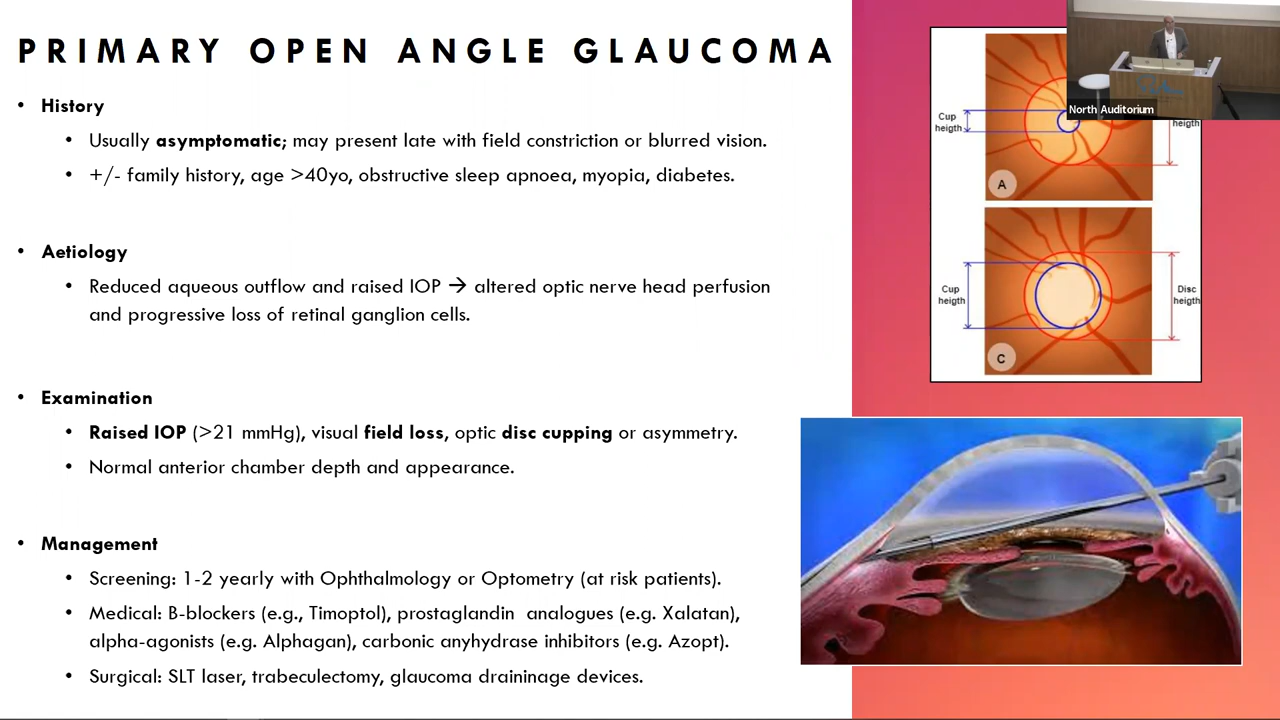 PRIMARY OPEN ANGLE GLAUCOMA
• History
• Usually asymptomatic; may present late with field constriction or blurred vision.
• +/- family history, age >40yo, obstructive sleep apnoea, myopia, diabetes.
• Aetiology
• Reduced aqueous outflow and raised IOP → altered optic nerve head perfusion
and progressive loss of retinal ganglion cells.
• Examination
• Raised IOP (>21 mmHg), visual field loss, optic disc cupping or asymmetry.
• Normal anterior chamber depth and appearance.
• Management
• Screening: 1-2 yearly with Ophthalmology or Optometry (at risk patients).
• Medical: B-blockers (e.g., Timoptol), prostaglandin analogues (e.g. Xalatan),
alpha-agonists (e.g. Alphagan), carbonic anyhydrase inhibitors (e.g. Azopt).
• Surgical: SLT laser, trabeculectomy, glaucoma draininage devices.
North Auditorium
Cup
heigth
heigth
A
Cup
heigth
Disc
heigth
C